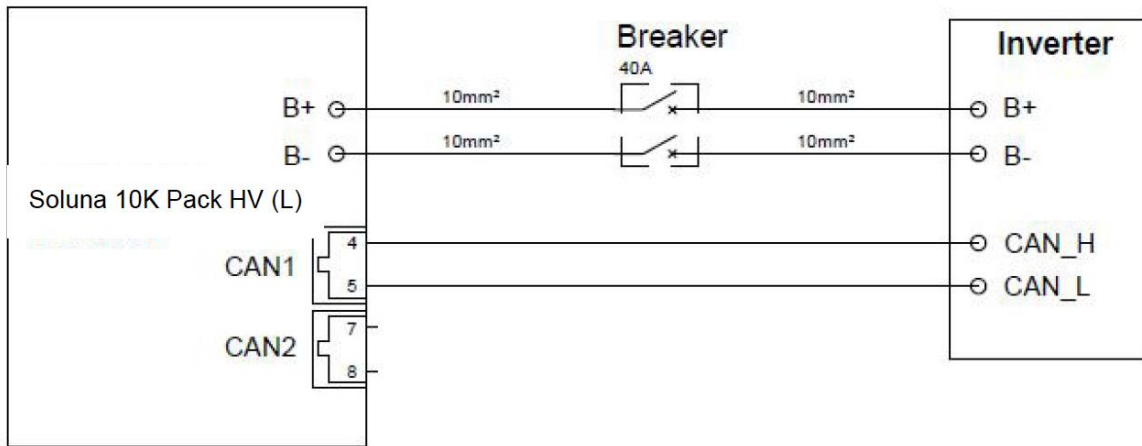 Breaker
40A
Inverter
B+
10mm²
10mm²
B+
B-
10mm²
10mm²
B-
Soluna 10K Pack HV (L)
CAN1
4
5
CAN_H
CAN_L
CAN2
7
8